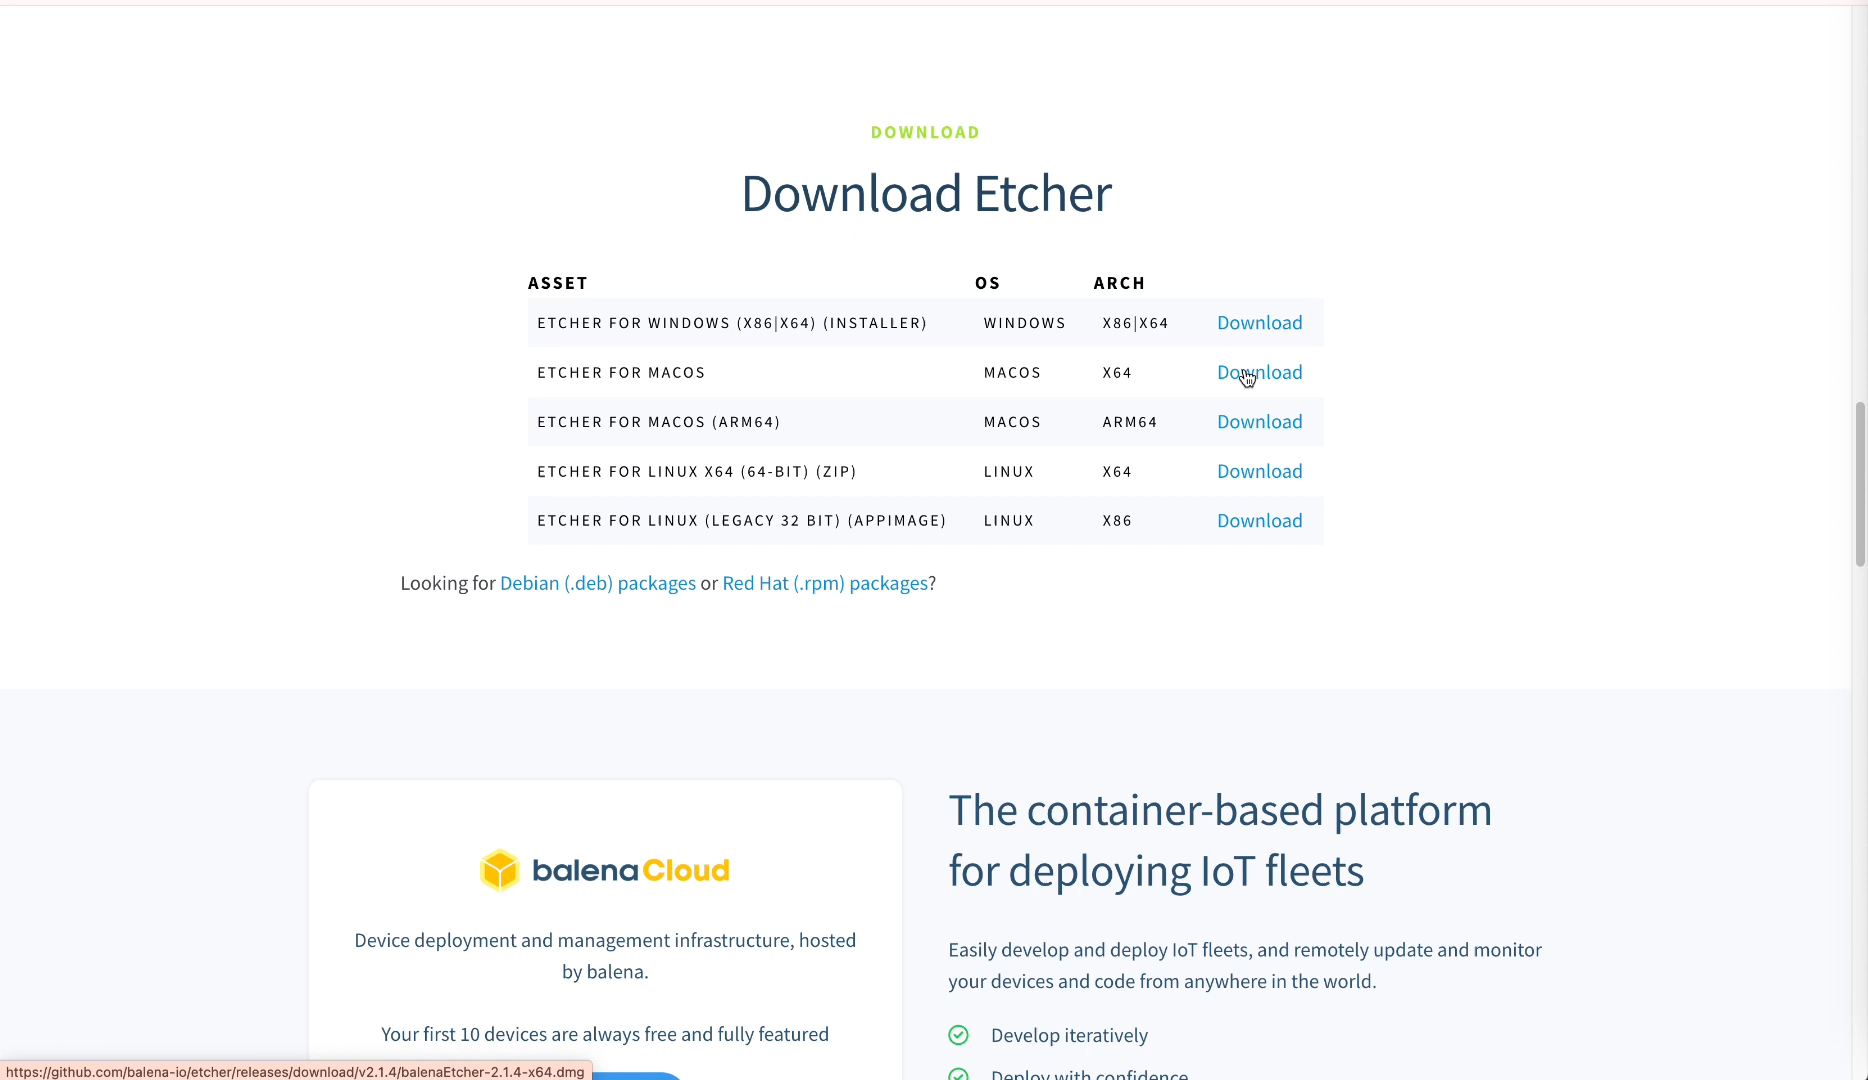 DOWNLOAD
Download Etcher
ASSET OS ARCH
ETCHER FOR WINDOWS (X86|X64) (INSTALLER) WINDOWS X86|X64 Download
ETCHER FOR MACOS MACOS X64 Download
ETCHER FOR MACOS (ARM64) MACOS ARM64 Download
ETCHER FOR LINUX X64 (64-BIT) (ZIP) LINUX X64 Download
ETCHER FOR LINUX (LEGACY 32 BIT) (APPIMAGE) LINUX X86 Download
Looking for Debian (.deb) packages or Red Hat (.rpm) packages?
balenaCloud
Device deployment and management infrastructure, hosted
by balena.
Your first 10 devices are always free and fully featured
The container-based platform
for deploying IoT fleets
Easily develop and deploy IoT fleets, and remotely update and monitor
your devices and code from anywhere in the world.
Develop iteratively
Deploy with confidence
https://github.com/balena-io/etcher/releases/download/v2.1.4/balenaEtcher-2.1.4-x64.dmg